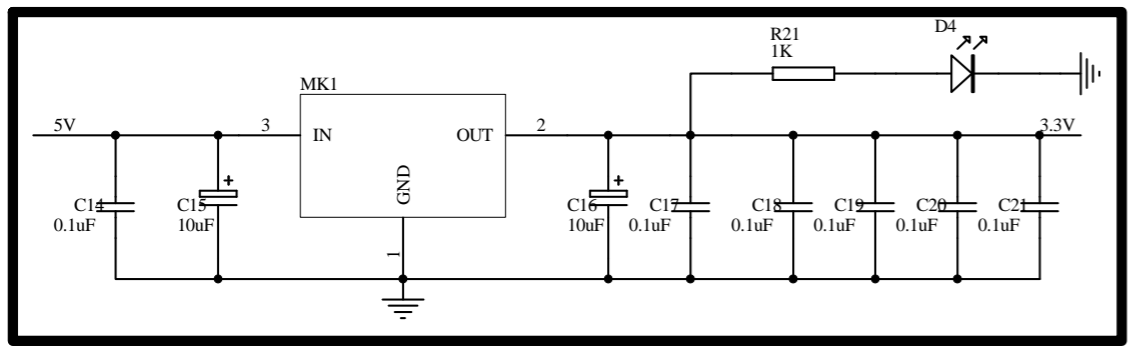 D4
R21
1K
MK1
5V
3
IN
OUT
2
3.3V
GND
1
C14
0.1uF
+
C15
10uF
+
C16
10uF
C17
0.1uF
C18
0.1uF
C19
0.1uF
C20
0.1uF
C21
0.1uF